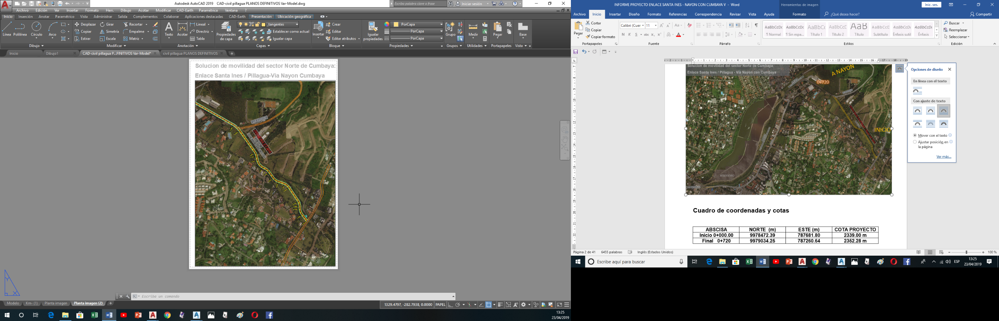 Autodesk AutoCAD 2019   CAD-civil pillagua PLANOS DEFINITIVOS Var-Model.dwg
Escriba palabra clave o frase
Iniciar sesión
Archivo Edición Ver Insertar Formato Herr. Dibujo Acotar Modificar CAD-Earth Paramétrico Ventana ?
Inicio Inserción Anotar Paramétrico Vista Administrar Salida Complementos Colaborar Aplicaciones destacadas CAD-Earth Presentación Ubicación geográfica
Línea Polilínea Círculo Arco
Desplazar Girar Recortar
Copiar Simetría Empalme
Estirar Escala Matriz
Texto Acotar
Lineal
Directriz
Tabla
Propiedades de capa
_tangentes
Establecer como actual
Igualar capa
Insertar
Crear
Editar
Editar atributos
Igualar propiedades
PorCapa
PorCapa
PorCapa
Grupo Medir Pegar Base
Dibujo Modificar Anotación Capas Bloque Propiedades Grupos Utilidades Portapapeles Vista
Inicio Dibujo1 CAD-civil pillagua P...FINITIVOS Var-Model* civil pillagua PLANOS DEFINITIVOS
Solucion de movilidad del sector Norte de Cumbaya:
Enlace Santa Ines / Pillagua-Via Nayon Cumbaya
PRIMERA ETAPA
Y
X
Escriba un comando
Modelo Km- (1) Planta imagen Planta imagen (2) +
1329.4797, -282.7938, 0.0000 PAPEL
13:25
23/04/2019
INFORME PROYECTO ENLACE SANTA INES - NAYON CON CUMBAYA V - Word
Herramientas de imagen
Inic. ses.
Archivo Inicio Insertar Diseño Formato Referencias Correspondencia Revisar Vista Ayuda Formato ¿Qué desea hacer? Compartir
Pegar
Cortar
Copiar
Copiar formato
Calibri (Cuer 11
N K S abc x₂ x²
AaBbCcDc AaBbCcDc AaBbCc AaBbCcD AaB AaBbCcD AaBbCcDc AaBbCcDc
¶ Normal ¶ Sin espa... Título 1 Título 2 Título Subtítulo Énfasis sutil Énfasis
Buscar
Reemplazar
Seleccionar
Portapapeles Fuente Párrafo Estilos Edición
Solucion de movilidad del sector Norte de Cumbaya:
Enlace Santa Ines / Pillagua - Via Nayon con Cumbaya
A NAYON
0+720
INICIO
RESERVORIO
Opciones de diseño
En línea con el texto
Con ajuste de texto
Mover con el texto
Ajustar posición en
la página
Ver más...
Cuadro de coordenadas y cotas
ABSCISA NORTE (m) ESTE (m) COTA PROYECTO
Inicio 0+000.00 9978472.39 787681.80 2339.00 m
Final 0+720 9979034.25 787260.64 2352.28 m
Página 2 de 41 6455 palabras Inglés (Estados Unidos) 100 %
Escribe aquí para buscar
ESP
13:25
23/04/2019